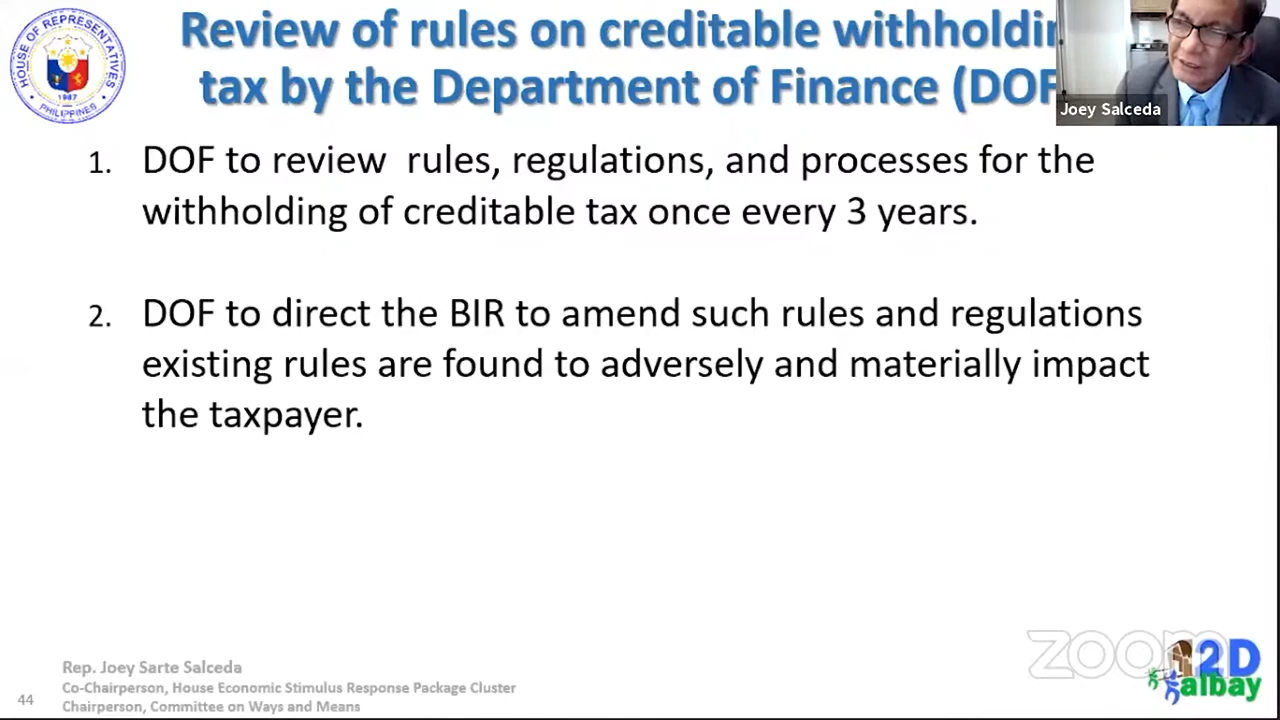 HOUSE OF REPRESENTATIVES
1987
PHILIPPINES
Review of rules on creditable withholdin
tax by the Department of Finance (DOF
Joey Salceda
1. DOF to review rules, regulations, and processes for the
withholding of creditable tax once every 3 years.
2. DOF to direct the BIR to amend such rules and regulations
existing rules are found to adversely and materially impact
the taxpayer.
Rep. Joey Sarte Salceda
Co-Chairperson, House Economic Stimulus Response Package Cluster
Chairperson, Committee on Ways and Means
44
zoom
2D
albay